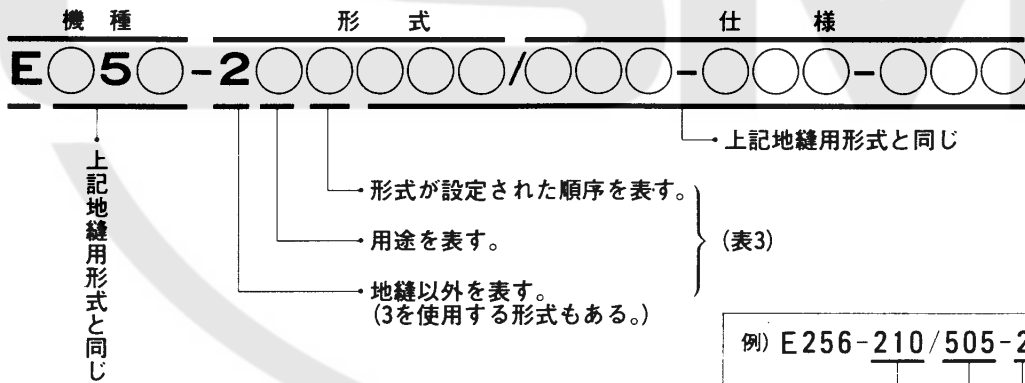 機種 形式 仕様
E○5○-2○○○○○/○○○-○○○-○○○
上記地縫用形式と同じ
上記地縫用形式と同じ
形式が設定された順序を表す。
用途を表す。
(表3)
地縫以外を表す。
(3を使用する形式もある。)
例) E256-210/505-2